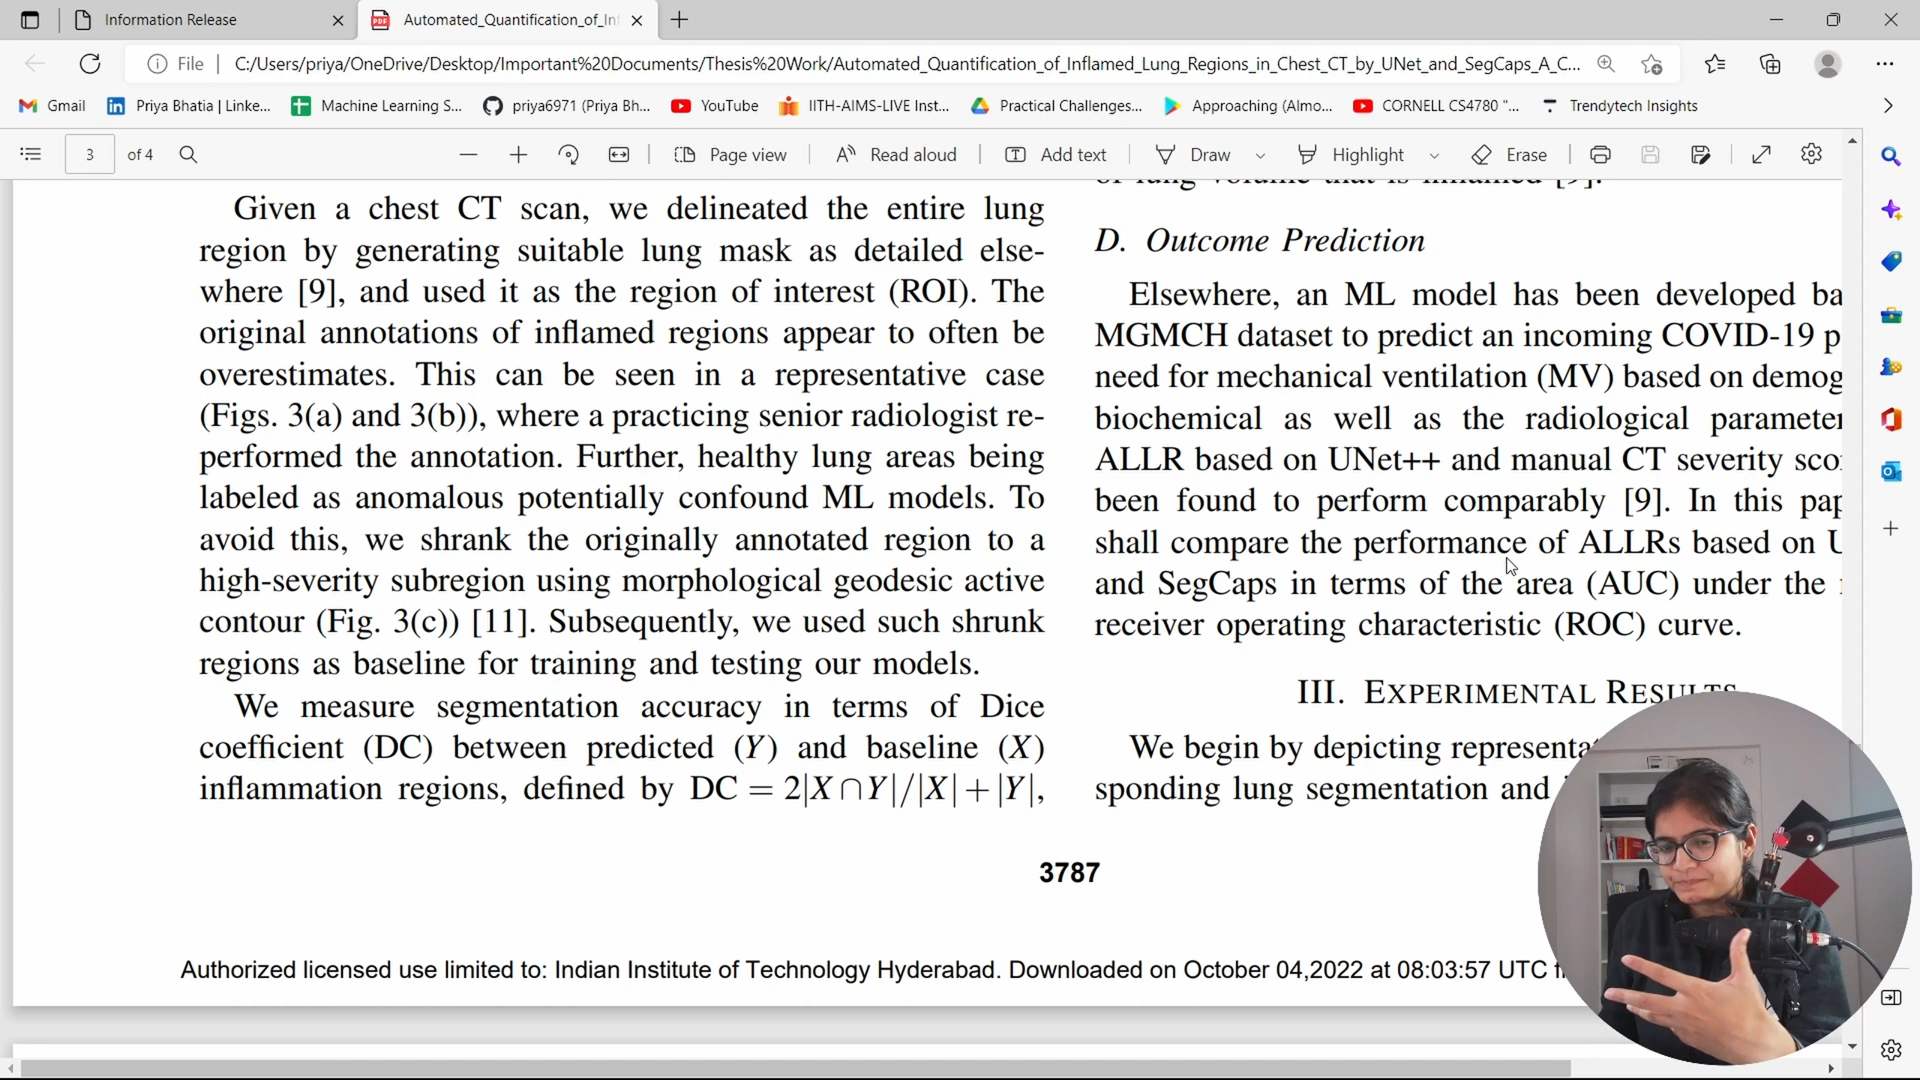 Information Release
Automated_Quantification_of_In
File
C:/Users/priya/OneDrive/Desktop/Important%20Documents/Thesis%20Work/Automated_Quantification_of_Inflamed_Lung_Regions_in_Chest_CT_by_UNet_and_SegCaps_A_C...
Gmail
Priya Bhatia | Linke...
Machine Learning S...
priya6971 (Priya Bh...
YouTube
IITH-AIMS-LIVE Inst...
Practical Challenges...
Approaching (Almo...
CORNELL CS4780 "...
Trendytech Insights
3 of 4
Page view
Read aloud
Add text
Draw
Highlight
Erase
Given a chest CT scan, we delineated the entire lung
region by generating suitable lung mask as detailed else-
where [9], and used it as the region of interest (ROI). The
original annotations of inflamed regions appear to often be
overestimates. This can be seen in a representative case
(Figs. 3(a) and 3(b)), where a practicing senior radiologist re-
performed the annotation. Further, healthy lung areas being
labeled as anomalous potentially confound ML models. To
avoid this, we shrank the originally annotated region to a
high-severity subregion using morphological geodesic active
contour (Fig. 3(c)) [11]. Subsequently, we used such shrunk
regions as baseline for training and testing our models.
We measure segmentation accuracy in terms of Dice
coefficient (DC) between predicted (Y) and baseline (X)
inflammation regions, defined by DC = 2|X∩Y|/|X|+|Y|,
of lung volume that is inflamed [9].
D. Outcome Prediction
Elsewhere, an ML model has been developed ba
MGMCH dataset to predict an incoming COVID-19 p
need for mechanical ventilation (MV) based on demog
biochemical as well as the radiological parameter
ALLR based on UNet++ and manual CT severity sco
been found to perform comparably [9]. In this pap
shall compare the performance of ALLRs based on U
and SegCaps in terms of the area (AUC) under the
receiver operating characteristic (ROC) curve.
III. EXPERIMENTAL RESULTS
We begin by depicting representa
sponding lung segmentation and
3787
Authorized licensed use limited to: Indian Institute of Technology Hyderabad. Downloaded on October 04,2022 at 08:03:57 UTC f